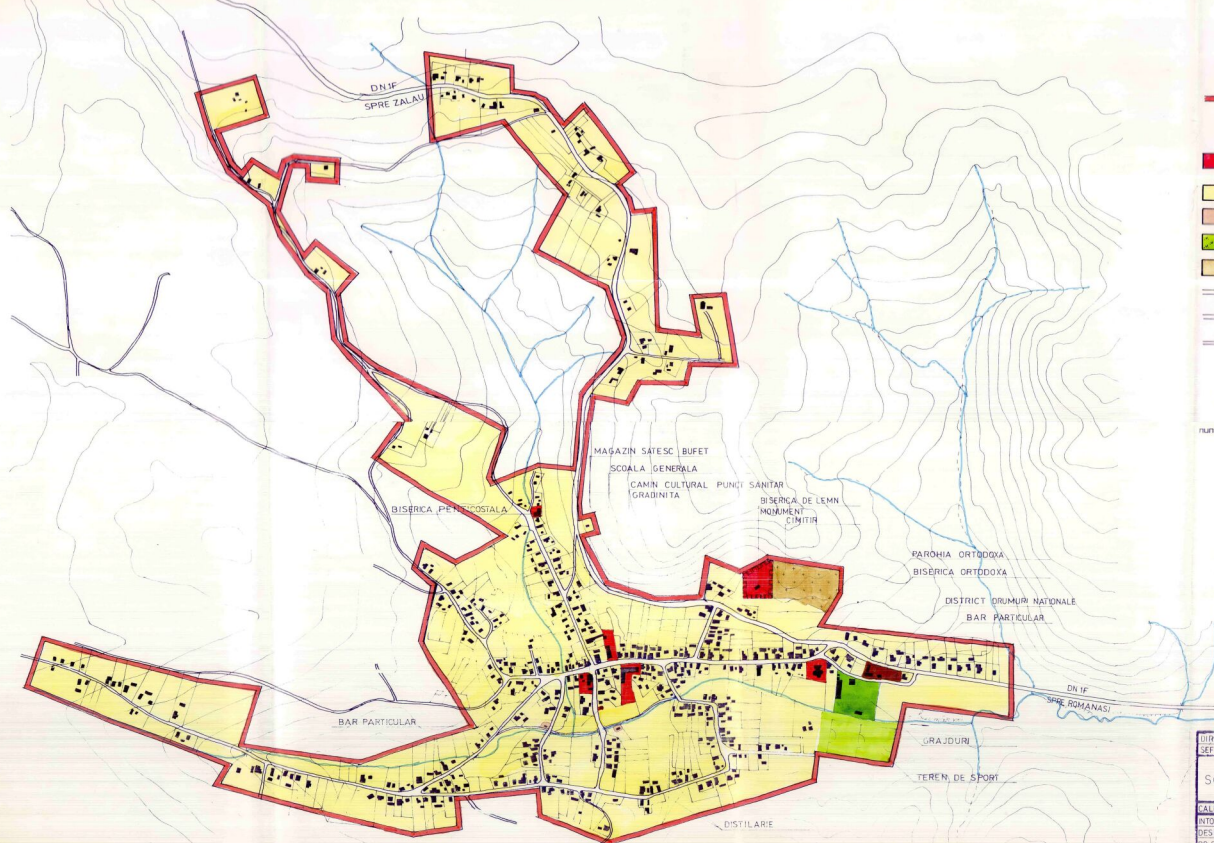 DN 1F
SPRE ZALAU
MAGAZIN SATESC BUFET
SCOALA GENERALA
CAMIN CULTURAL PUNCT SANITAR
GRADINITA
BISERICA DE LEMN
MONUMENT
CIMITIR
BISERICA PENTICOSTALA
PAROHIA ORTODOXA
BISERICA ORTODOXA
DISTRICT DRUMURI NATIONALE
BAR PARTICULAR
DN 1F
SPRE ROMANASI
BAR PARTICULAR
GRAJDURI
TEREN DE SPORT
DISTILARIE